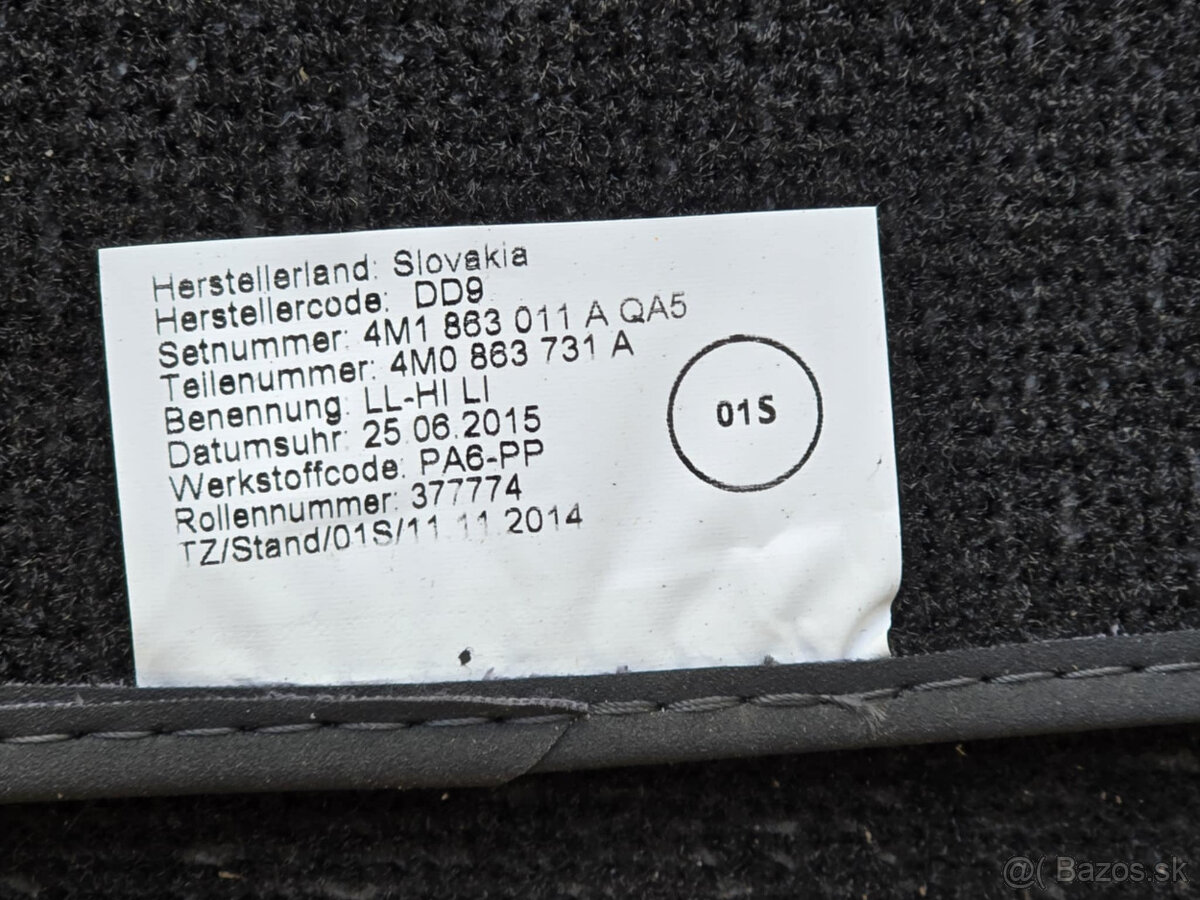 Herstellerland: Slovakia
Herstellercode: DD9
Setnummer: 4M1 863 011 A QA5
Teilenummer: 4M0 863 731 A
Benennung: LL-HI LI
Datumsuhr: 25.06.2015
Werkstoffcode: PA6-PP
Rollennummer: 377774
TZ/Stand/01S/11.11.2014
01S
@( Bazos.sk